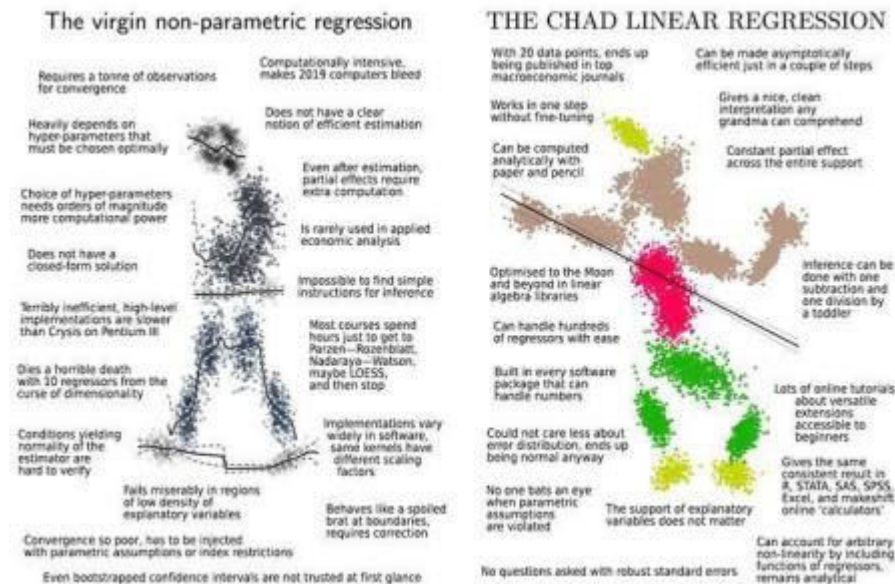 The virgin non-parametric regression
Requires a tonne of observations
for convergence
Computationally intensive,
makes 2019 computers bleed
Heavily depends on
hyper-parameters that
must be chosen optimally
Does not have a clear
notion of efficient estimation
Choice of hyper-parameters
needs orders of magnitude
more computational power
Even after estimation,
partial effects require
extra computation
Is rarely used in applied
economic analysis
Does not have a
closed-form solution
Impossible to find simple
instructions for inference
Terribly inefficient, high-level
implementations are slower
than Crysis on Pentium III
Most courses spend
hours just to get to
Parzen—Rozenblatt,
Nadaraya—Watson,
maybe LOESS,
and then stop
Dies a horrible death
with 10 regressors from the
curse of dimensionality
Conditions yielding
normality of the
estimator are
hard to verify
Implementations vary
widely in software,
same kernels have
different scaling
factors
Fails miserably in regions
of low density of
explanatory variables
Behaves like a spoiled
brat at boundaries,
requires correction
Convergence so poor, has to be injected
with parametric assumptions or index restrictions
Even bootstrapped confidence intervals are not trusted at first glance
THE CHAD LINEAR REGRESSION
With 20 data points, ends up
being published in top
macroeconomic journals
Can be made asymptotically
efficient just in a couple of steps
Works in one step
without fine-tuning
Gives a nice, clean
interpretation any
grandma can comprehend
Can be computed
analytically with
paper and pencil
Constant partial effect
across the entire support
Optimised to the Moon
and beyond in linear
algebra libraries
Inference can be
done with one
subtraction and
one division by
a toddler
Can handle hundreds
of regressors with ease
Built in every software
package that can
handle numbers
Lots of online tutorials
about versatile
extensions
accessible to
beginners
Could not care less about
error distribution, ends up
being normal anyway
Gives the same
consistent result in
R, STATA, SAS, SPSS,
Excel, and makeshift
online 'calculators'
No one bats an eye
when parametric
assumptions
are violated
The support of explanatory
variables does not matter
Can account for arbitrary
non-linearity by including
functions of regressors,
remains analytical
No questions asked with robust standard errors